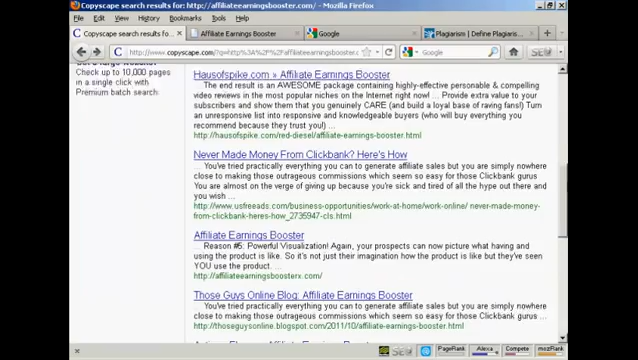 Copyscape search results for: http://affiliateearningsbooster.com/ - Mozilla Firefox
File Edit View History Bookmarks Tools Help
Copyscape search results for: http:/... Affiliate Earnings Booster Google Plagiarism | Define Plagiaris...
http://www.copyscape.com/?q=http%3A%2F%2Faffiliateearningsbooster.c Google SEO
Check up to 10,000 pages
in a single click with
Premium batch search.
Hausofspike.com » Affiliate Earnings Booster
The end result is an AWESOME package containing highly-effective personable & compelling
video reviews in the most popular niches on the Internet right now! ... Provide extra value to your
subscribers and show them that you genuinely CARE (and build a loyal base of raving fans!) Turn
an unresponsive list into responsive and knowledgeable buyers (who will buy everything you
recommend because they trust you!) ...
http://hausofspike.com/red-diesel/affiliate-earnings-booster.html
Never Made Money From Clickbank? Here's How
You've tried practically everything you can to generate affiliate sales but you are simply nowhere
close to making those outrageous commissions which seem so easy for those Clickbank gurus
You are almost on the verge of giving up because you're sick and tired of all the hype out there and
you wish ...
http://www.usfreeads.com/business-opportunities/work-at-home/work-online/ never-made-money-
from-clickbank-heres-how_2735947-cls.html
Affiliate Earnings Booster
... Reason #5: Powerful Visualization! Again, your prospects can now picture what having and
using the product is like. So it's not just their imagination how the product is like but they've seen
YOU use the product. ...
http://affiliateearningsboosterx.com/
Those Guys Online Blog: Affiliate Earnings Booster
You've tried practically everything you can to generate affiliate sales but you are simply nowhere
close to making those outrageous commissions which seem so easy for those Clickbank gurus ...
http://thoseguysonline.blogspot.com/2011/10/affiliate-earnings-booster.html
SEO PageRank Alexa Compete mozRank